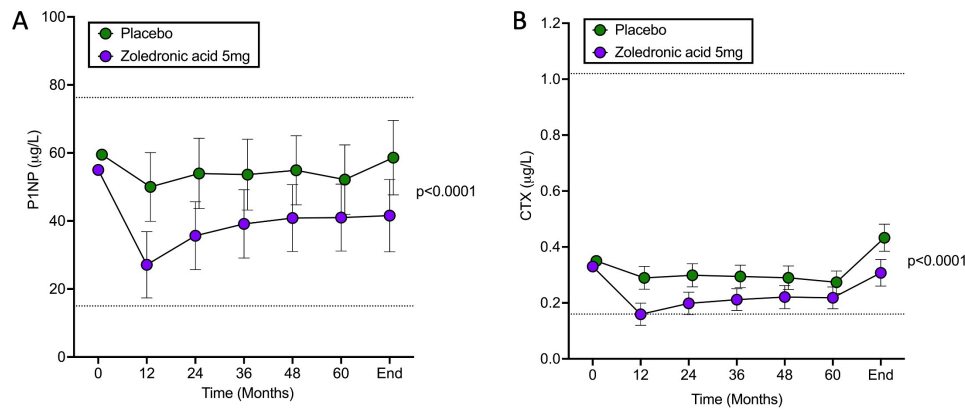 A
100
80
60
40
20
0
P1NP (µg/L)
Placebo
Zoledronic acid 5mg
p<0.0001
0 12 24 36 48 60 End
Time (Months)
B
1.2
1.0
0.8
0.6
0.4
0.2
0.0
CTX (µg/L)
Placebo
Zoledronic acid 5mg
p<0.0001
0 12 24 36 48 60 End
Time (Months)